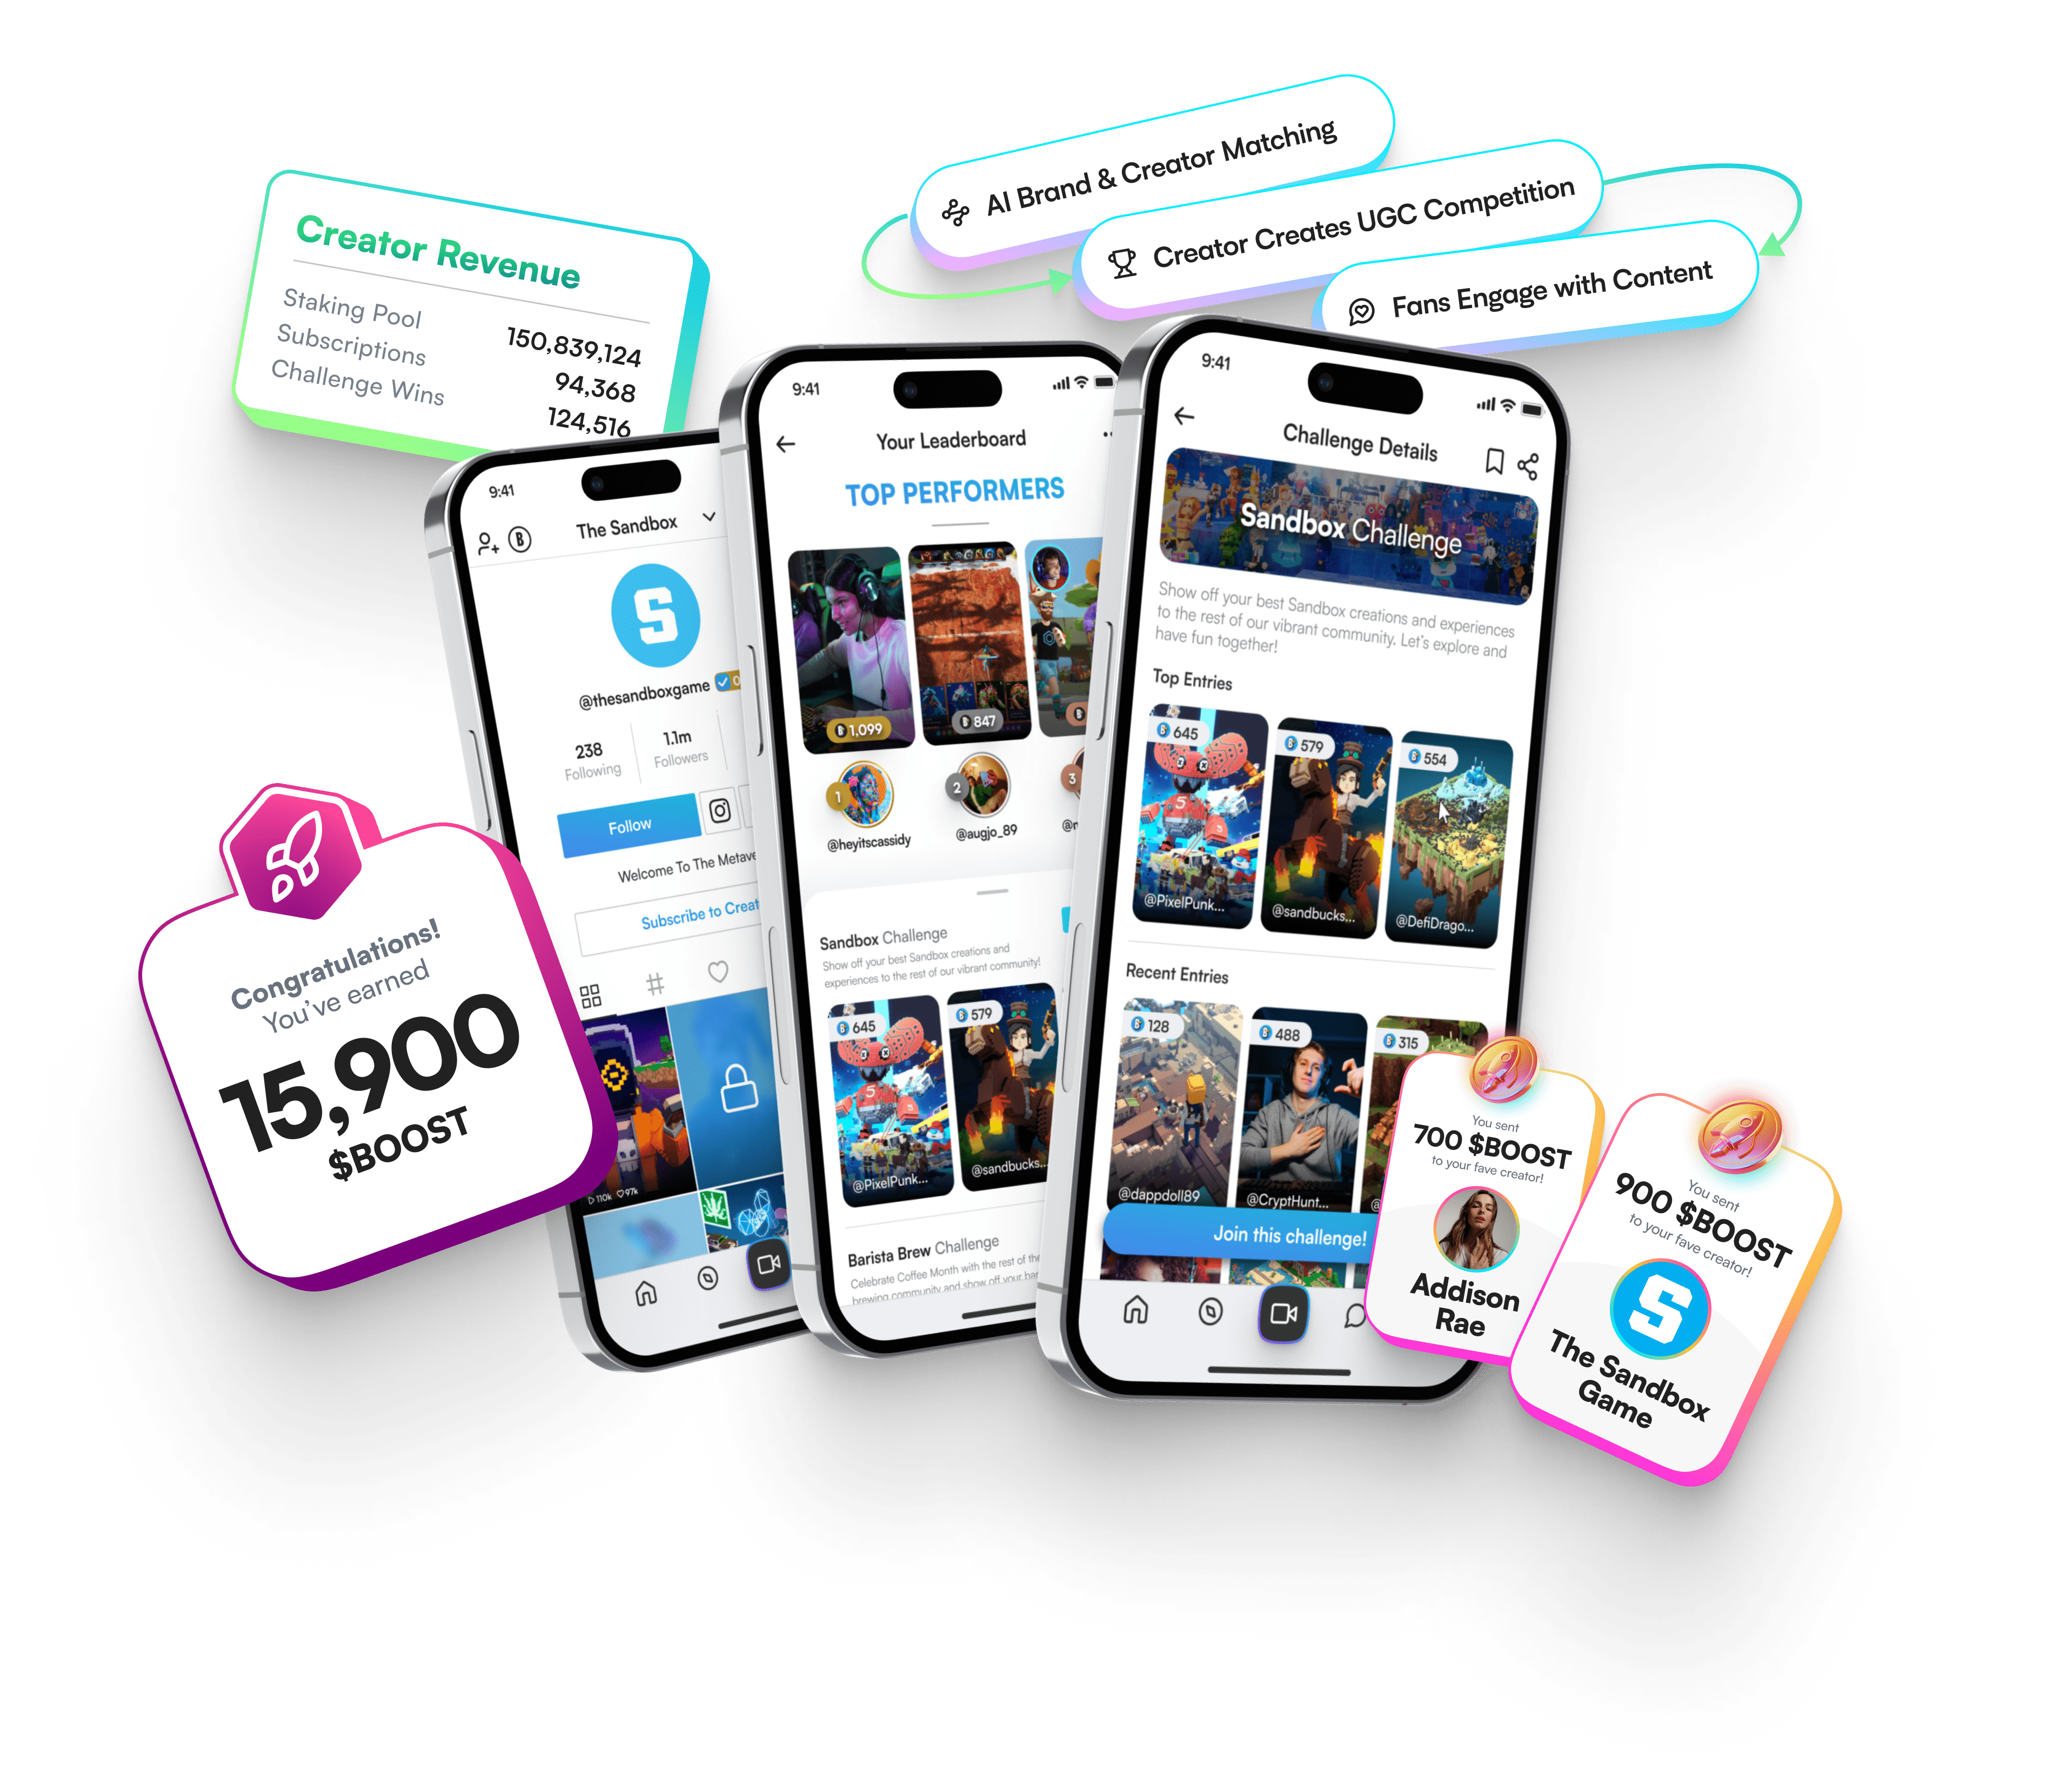 AI Brand & Creator Matching
Creator Creates UGC Competition
Fans Engage with Content
Creator Revenue
Staking Pool 150,839,124
Subscriptions 94,368
Challenge Wins 124,516
9:41
The Sandbox
@thesandboxgame
238
Following
1.1m
Followers
Follow
Welcome To The
Subscribe to
110k 97k
9:41
Your Leaderboard
TOP PERFORMERS
1,099
847
1
2
3
@heyitscassidy
@augjo_89
Sandbox Challenge
Show off your best Sandbox creations and
experiences to the rest of our vibrant community!
645
579
@PixelPunk...
@sandbucks...
Barista Brew Challenge
Celebrate Coffee Month with the rest of the
brewing community and show off your
9:41
Challenge Details
Sandbox Challenge
Show off your best Sandbox creations and experiences
to the rest of our vibrant community. Let's explore and
have fun together!
Top Entries
645
579
554
@PixelPunk...
@sandbucks...
@DefiDrago...
Recent Entries
128
488
315
@dappdoll89
@CryptHunt...
Join this challenge!
Congratulations!
You've earned
15,900
$BOOST
You sent
700 $BOOST
to your fave creator!
Addison
Rae
You sent
900 $BOOST
to your fave creator!
The Sandbox
Game